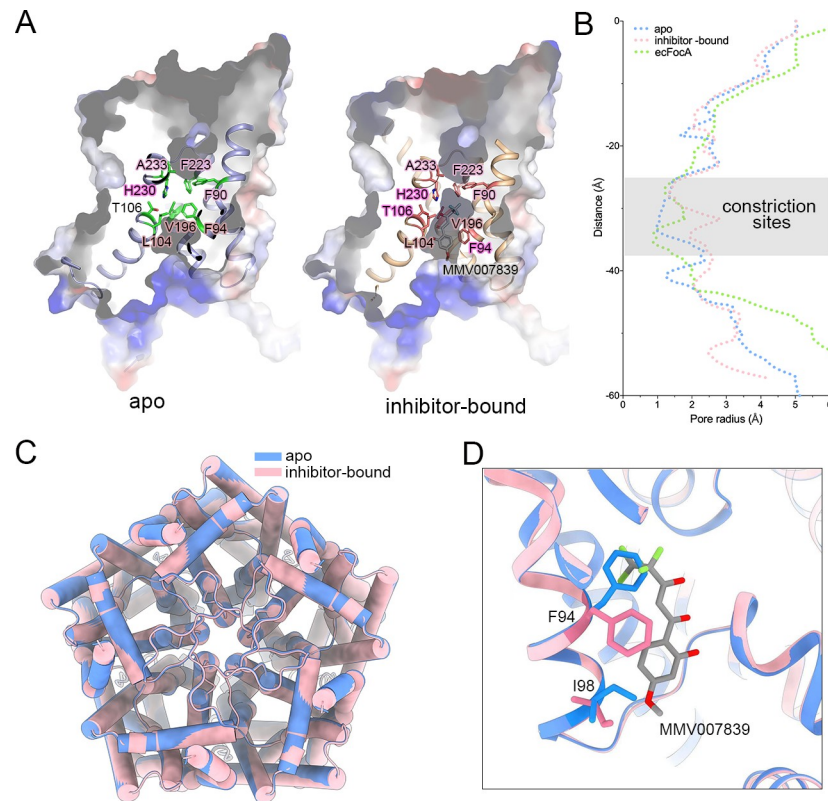 A
A233
F223
H230
F90
T106
V196
L104
F94
apo
A233
F223
H230
F90
T106
V196
L104
F94
MMV007839
inhibitor-bound
B
apo
inhibitor -bound
ecFocA
0
-20
-40
-60
Distance (Å)
constriction
sites
0 1 2 3 4 5
Pore radius (Å)
C
apo
inhibitor-bound
D
F94
I98
MMV007839